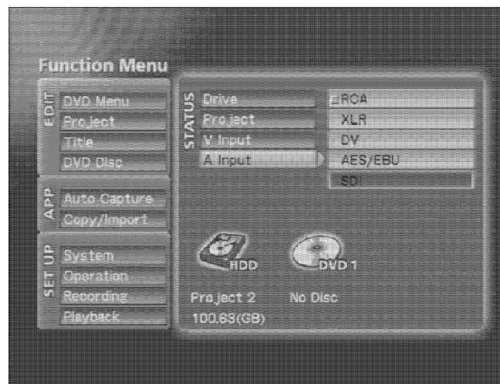 Function Menu
EDIT
DVD Menu
Project
Title
DVD Disc
APP
Auto Capture
Copy/Import
SET UP
System
Operation
Recording
Playback
STATUS
Drive
Project
V Input
A Input
RCA
XLR
DV
AES/EBU
SDI
HDD
DVD 1
Project 2
No Disc
100.63(GB)